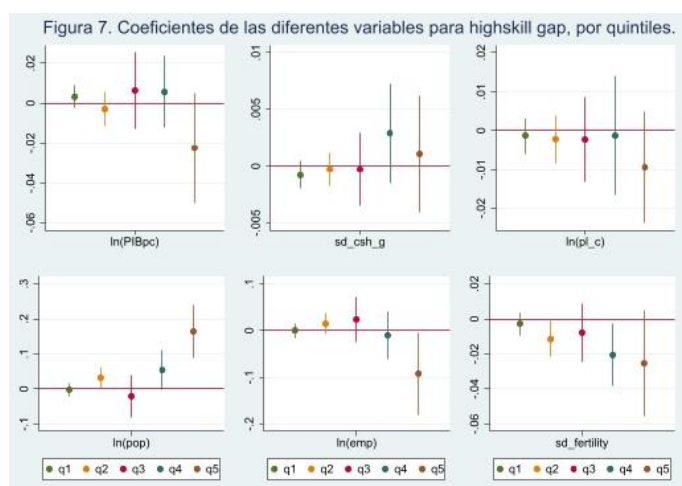 Figura 7. Coeficientes de las diferentes variables para highskill gap, por quintiles.
.02
0
-.02
-.04
-.06
ln(PIBpc)
.01
.005
0
-.005
sd_csh_g
.02
.01
0
-.01
-.02
ln(pl_c)
.3
.2
.1
0
-.1
ln(pop)
.1
0
-.1
-.2
ln(emp)
.02
0
-.02
-.04
-.06
sd_fertility
q1 q2 q3 q4 q5
q1 q2 q3 q4 q5
q1 q2 q3 q4 q5